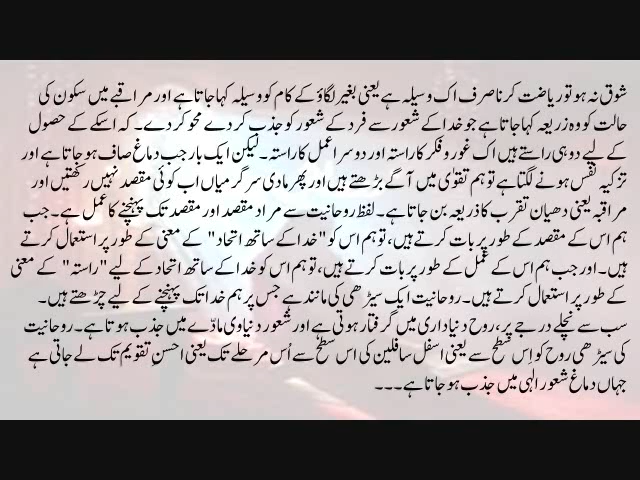 شوق نہ ہو تو ریاضت کرنا صرف اک وسیلہ ہے یعنی بغیر لگاؤ کے کام کو وسیلہ کہا جاتا ہے اور مراقبے میں سکون کی
حالت کو وہ زریعہ کہا جاتا ہے جو خدا کے شعور سے فرد کے شعور کو جذب کر دے محو کر دے۔ کہ اسکے کے حصول
کے لیے دو ہی راستے ہیں اک غور و فکر کا راستہ اور دوسرا عمل کا راستہ۔ لیکن ایک بار جب دماغ صاف ہو جاتا ہے اور
تزکیہ نفس ہونے لگتا ہے تو ہم تقویٰ میں آگے بڑھتے ہیں اور پھر مادی سرگرمیاں اب کوئی مقصد نہیں رکھتیں اور
مراقبہ یعنی دھیان تقرب کا ذریعہ بن جاتا ہے۔ لفظ روحانیت سے مراد مقصد اور مقصد تک پہنچنے کا عمل ہے۔ جب
ہم اس کے مقصد کے طور پر بات کرتے ہیں، تو ہم اس کو "خدا کے ساتھ اتحاد" کے معنی کے طور پر استعمال کرتے
ہیں۔ اور جب ہم اس کے عمل کے طور پر بات کرتے ہیں، تو ہم اس کو خدا کے ساتھ اتحاد کے لیے "راستہ" کے معنی
کے طور پر استعمال کرتے ہیں۔ روحانیت ایک سیڑھی کی مانند ہے جس پر ہم خدا تک پہنچنے کے لیے چڑھتے ہیں۔
سب سے نچلے درجے پر، روح دنیاداری میں گرفتار ہوتی ہے اور شعور دنیاوی مادّے میں جذب ہوتا ہے۔ روحانیت
کی سیڑھی روح کو اِس سطح سے یعنی اسفل سافلین کی اس سطح سے اُس مرحلے تک یعنی احسن تقویم تک لے جاتی ہے
جہاں دماغ شعور الٰہی میں جذب ہو جاتا ہے۔۔۔